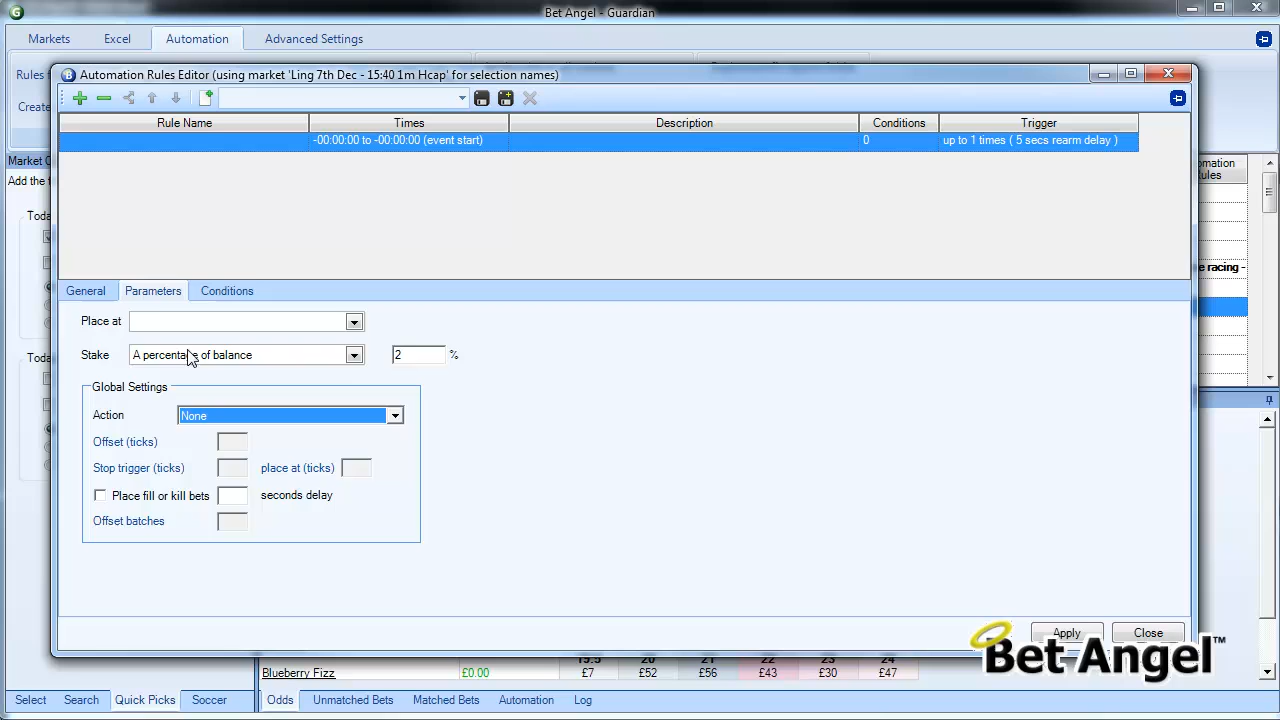 Bet Angel - Guardian
Markets Excel Automation Advanced Settings
Automation Rules Editor (using market 'Ling 7th Dec - 15:40 1m Hcap' for selection names)
Rules f
Create
Rule Name Times Description Conditions Trigger
-00:00:00 to -00:00:00 (event start) 0 up to 1 times ( 5 secs rearm delay )
Market
Add the
omation
Rules
Toda
e racing -
General Parameters Conditions
Place at
Stake A percentage of balance 2 %
Toda
Global Settings
Action None
Offset (ticks)
Stop trigger (ticks) place at (ticks)
Place fill or kill bets seconds delay
Offset batches
Apply Close
Bet Angel™
19.5 20 21 22 23 24
Blueberry Fizz £0.00 £7 £52 £56 £43 £30 £47
Select Search Quick Picks Soccer Odds Unmatched Bets Matched Bets Automation Log